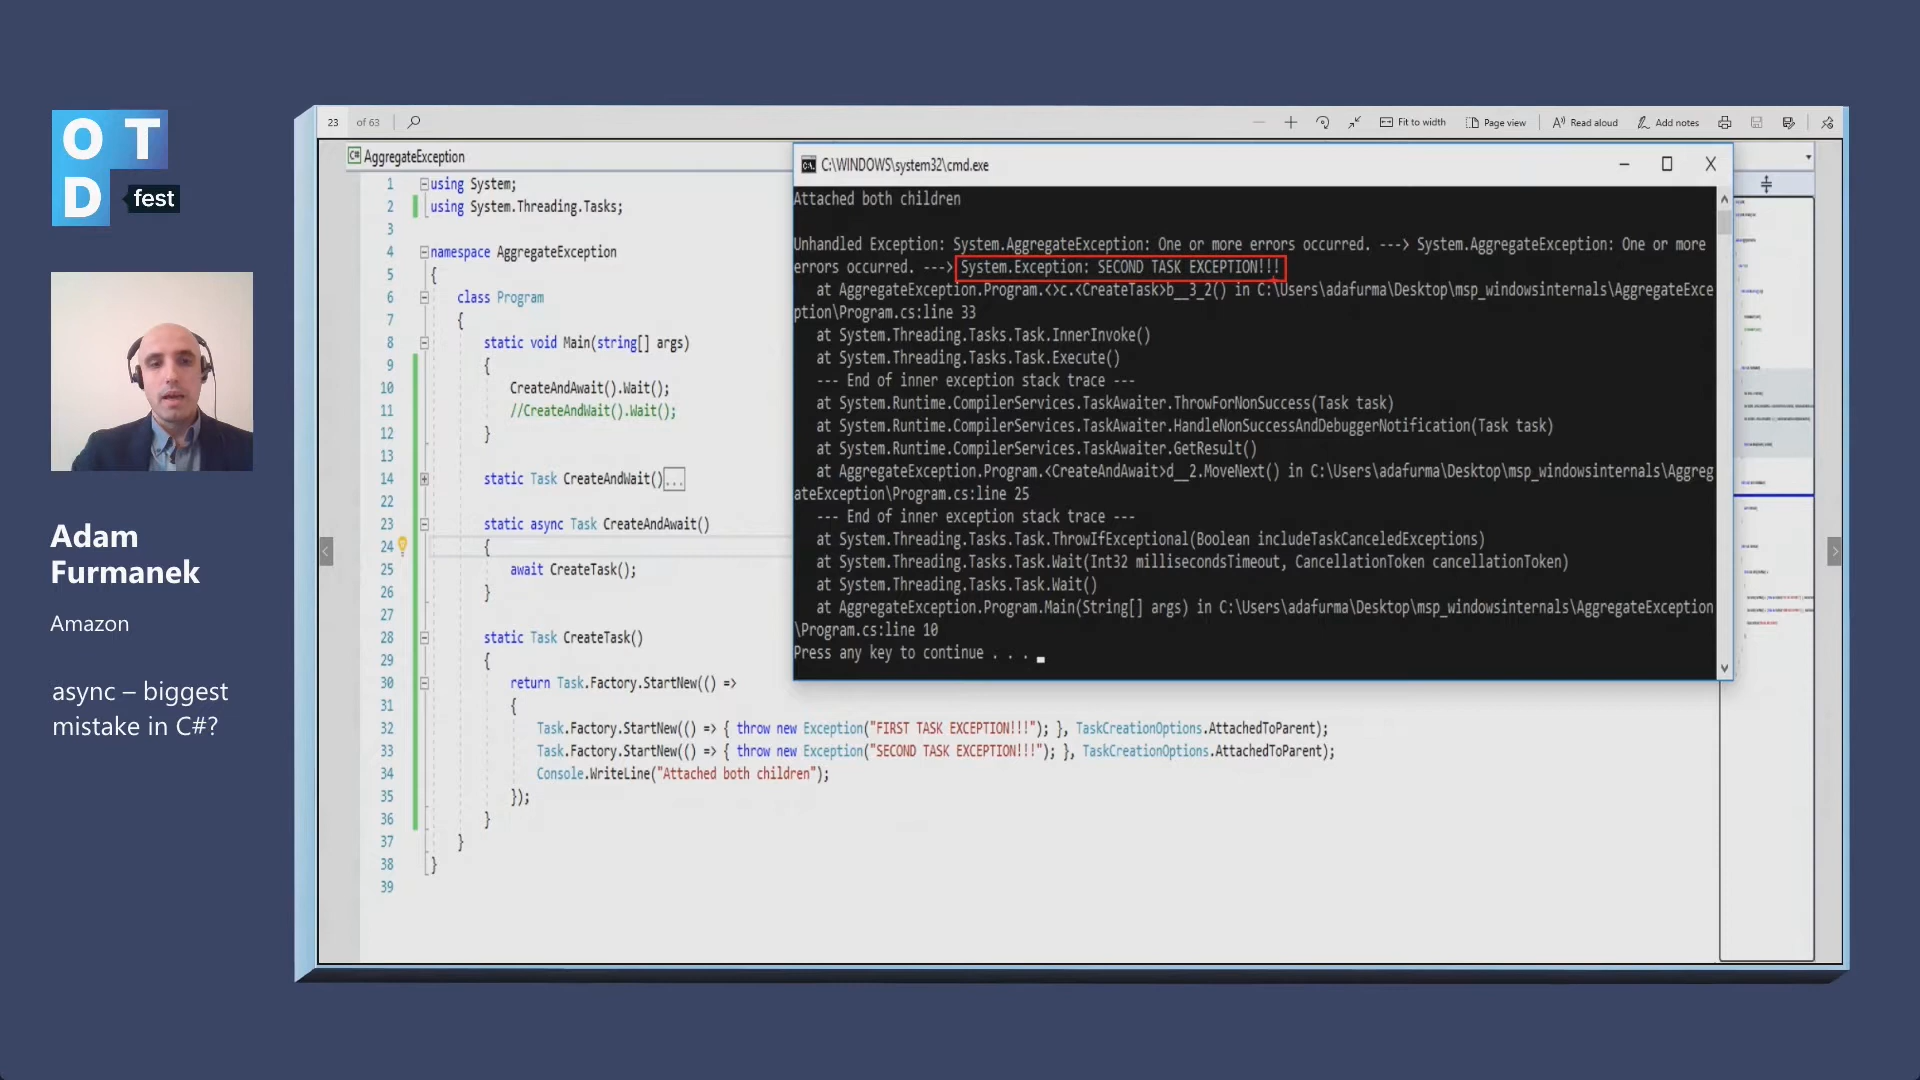 O T
D fest
Adam
Furmanek
Amazon
async – biggest
mistake in C#?
23 of 63
Fit to width
Page view
Read aloud
Add notes
C# AggregateException
1 using System;
2 using System.Threading.Tasks;
3
4 namespace AggregateException
5 {
6 class Program
7 {
8 static void Main(string[] args)
9 {
10 CreateAndAwait().Wait();
11 //CreateAndWait().Wait();
12 }
13
14 static Task CreateAndWait()...
22
23 static async Task CreateAndAwait()
24 {
25 await CreateTask();
26 }
27
28 static Task CreateTask()
29 {
30 return Task.Factory.StartNew(() =>
31 {
32 Task.Factory.StartNew(() => { throw new Exception("FIRST TASK EXCEPTION!!!"); }, TaskCreationOptions.AttachedToParent);
33 Task.Factory.StartNew(() => { throw new Exception("SECOND TASK EXCEPTION!!!"); }, TaskCreationOptions.AttachedToParent);
34 Console.WriteLine("Attached both children");
35 });
36 }
37 }
38 }
39
C:\WINDOWS\system32\cmd.exe
Attached both children
Unhandled Exception: System.AggregateException: One or more errors occurred. ---> System.AggregateException: One or more
errors occurred. ---> System.Exception: SECOND TASK EXCEPTION!!!
at AggregateException.Program.<>c.<CreateTask>b__3_2() in C:\Users\adafurma\Desktop\msp_windowsinternals\AggregateExce
ption\Program.cs:line 33
at System.Threading.Tasks.Task.InnerInvoke()
at System.Threading.Tasks.Task.Execute()
--- End of inner exception stack trace ---
at System.Runtime.CompilerServices.TaskAwaiter.ThrowForNonSuccess(Task task)
at System.Runtime.CompilerServices.TaskAwaiter.HandleNonSuccessAndDebuggerNotification(Task task)
at System.Runtime.CompilerServices.TaskAwaiter.GetResult()
at AggregateException.Program.<CreateAndAwait>d__2.MoveNext() in C:\Users\adafurma\Desktop\msp_windowsinternals\Aggreg
ateException\Program.cs:line 25
--- End of inner exception stack trace ---
at System.Threading.Tasks.Task.ThrowIfExceptional(Boolean includeTaskCanceledExceptions)
at System.Threading.Tasks.Task.Wait(Int32 millisecondsTimeout, CancellationToken cancellationToken)
at System.Threading.Tasks.Task.Wait()
at AggregateException.Program.Main(String[] args) in C:\Users\adafurma\Desktop\msp_windowsinternals\AggregateException
\Program.cs:line 10
Press any key to continue . . .